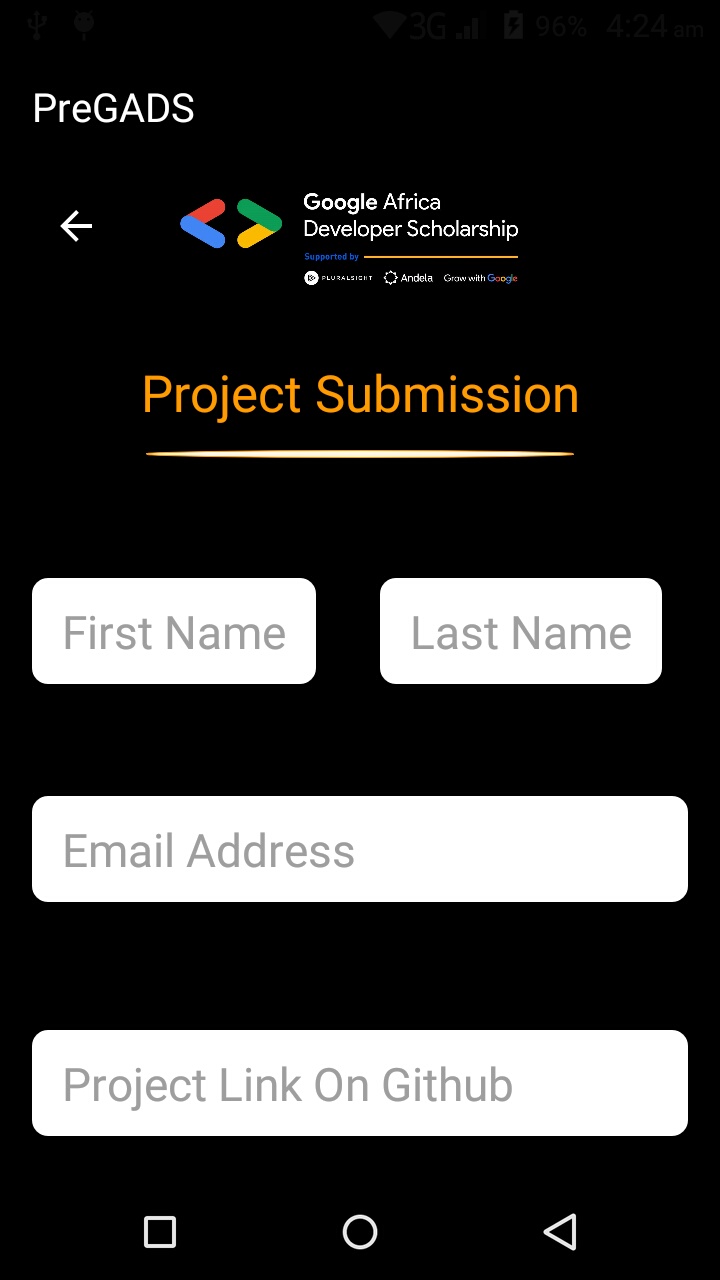 3G 96% 4:24 am
PreGADS
Google Africa
Developer Scholarship
Supported by
PLURALSIGHT Andela Grow with Google
Project Submission
First Name Last Name
Email Address
Project Link On Github